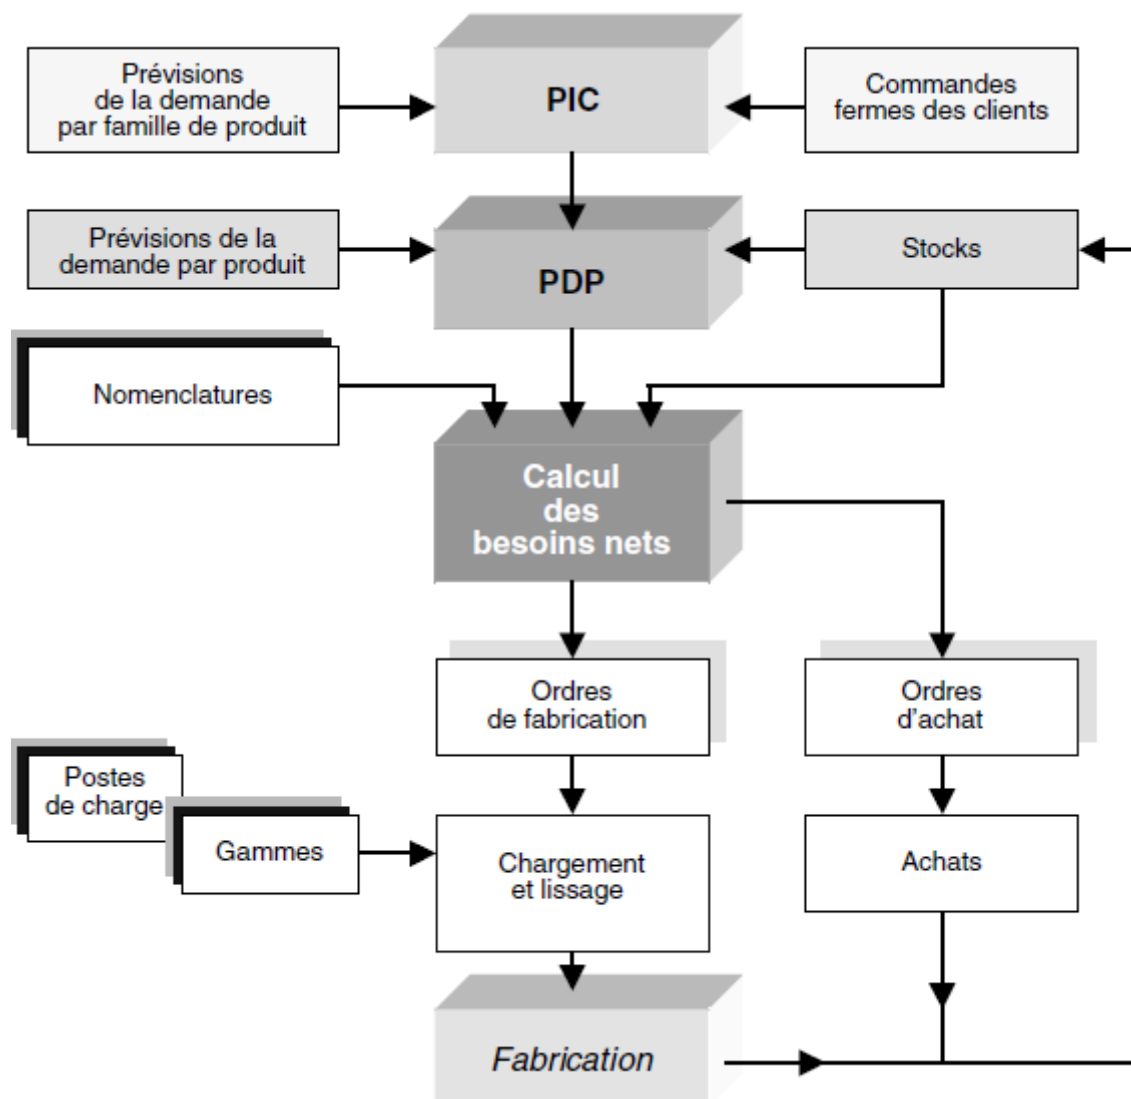 Prévisions
de la demande
par famille de produit
PIC
Commandes
fermes des clients
Prévisions de la
demande par produit
PDP
Stocks
Nomenclatures
Calcul
des
besoins nets
Ordres
de fabrication
Ordres
d'achat
Postes
de charge
Gammes
Chargement
et lissage
Achats
Fabrication